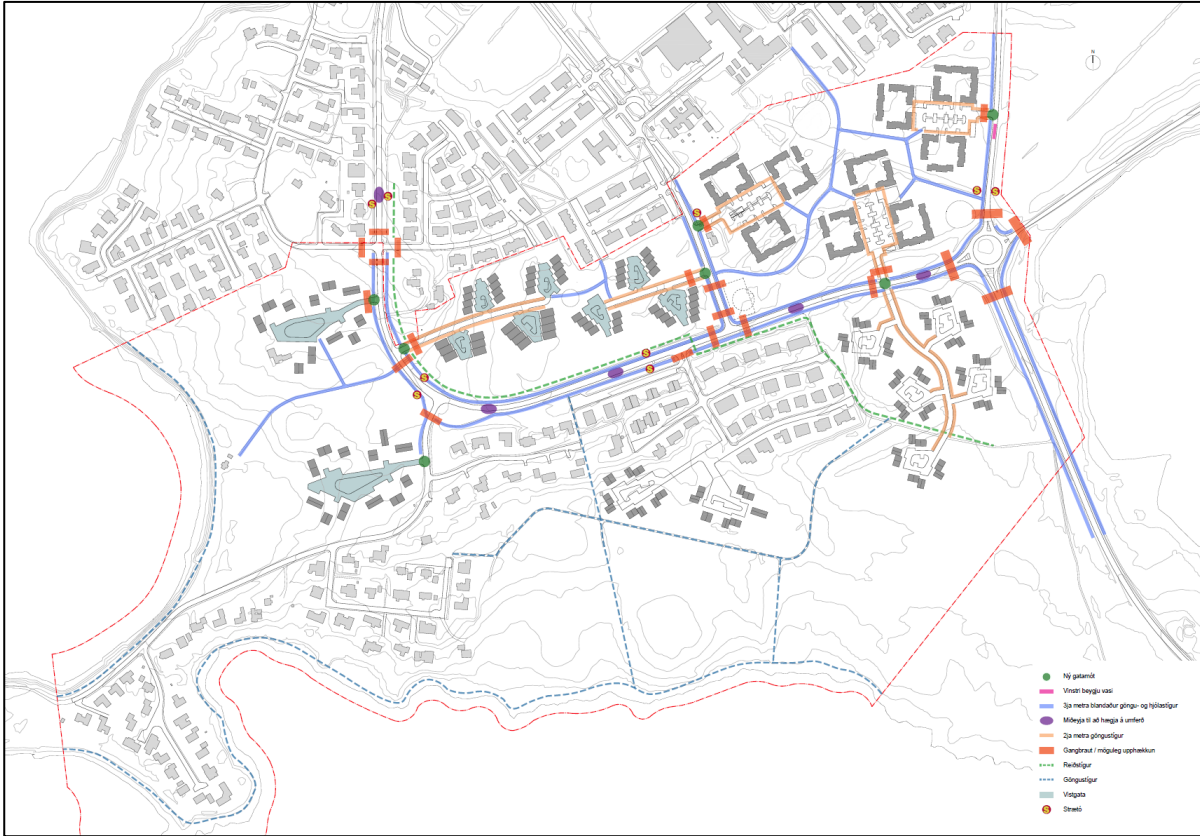 N
Ný gatamót
Vinstri beygju vasi
3ja metra blandaður göngu- og hjólastígur
Miðeyja til að hægja á umferð
2ja metra göngustígur
Gangbraut / möguleg upphækkun
Reiðstígur
Göngustígur
Vistgata
S Strætó
S
S
S
S
S
S
S
S
S